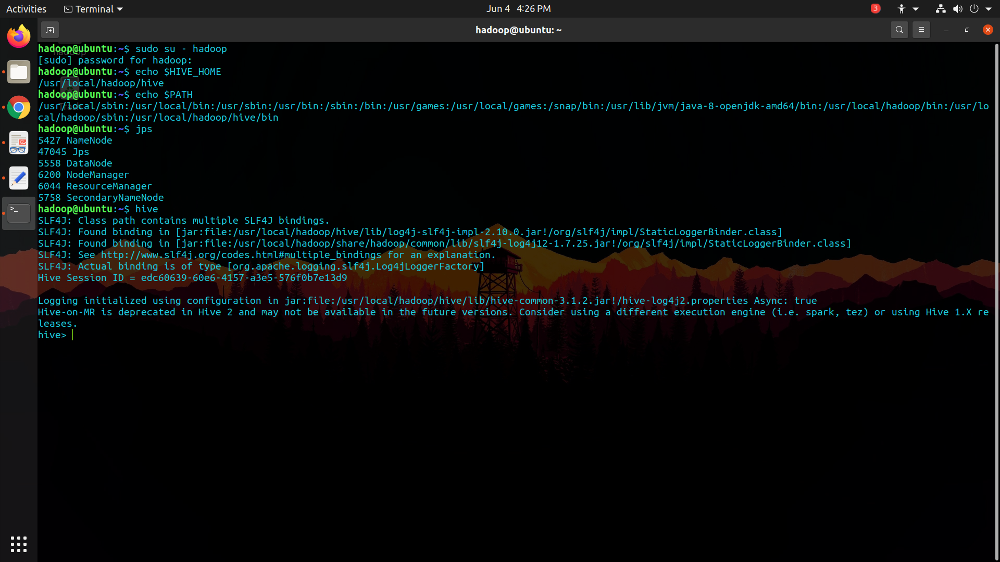 Activities Terminal Jun 4 4:26 PM 3
hadoop@ubuntu: ~
hadoop
hadoop@ubuntu:~$ sudo su - hadoop
[sudo] password for hadoop:
hadoop@ubuntu:~$ echo $HIVE_HOME
/usr/local/hadoop/hive
hadoop@ubuntu:~$ echo $PATH
Trash
/usr/local/sbin:/usr/local/bin:/usr/sbin:/usr/bin:/sbin:/bin:/usr/games:/usr/local/games:/snap/bin:/usr/lib/jvm/java-8-openjdk-amd64/bin:/usr/local/hadoop/bin:/usr/lo
cal/hadoop/sbin:/usr/local/hadoop/hive/bin
hadoop@ubuntu:~$ jps
5427 NameNode
47045 Jps
5558 DataNode
6200 NodeManager
6044 ResourceManager
5758 SecondaryNameNode
hadoop@ubuntu:~$ hive
SLF4J: Class path contains multiple SLF4J bindings.
SLF4J: Found binding in [jar:file:/usr/local/hadoop/hive/lib/log4j-slf4j-impl-2.10.0.jar!/org/slf4j/impl/StaticLoggerBinder.class]
SLF4J: Found binding in [jar:file:/usr/local/hadoop/share/hadoop/common/lib/slf4j-log4j12-1.7.25.jar!/org/slf4j/impl/StaticLoggerBinder.class]
SLF4J: See http://www.slf4j.org/codes.html#multiple_bindings for an explanation.
SLF4J: Actual binding is of type [org.apache.logging.slf4j.Log4jLoggerFactory]
Hive Session ID = edc60639-60e6-4157-a3e5-576f0b7e13d9
Logging initialized using configuration in jar:file:/usr/local/hadoop/hive/lib/hive-common-3.1.2.jar!/hive-log4j2.properties Async: true
Hive-on-MR is deprecated in Hive 2 and may not be available in the future versions. Consider using a different execution engine (i.e. spark, tez) or using Hive 1.X re
leases.
hive>